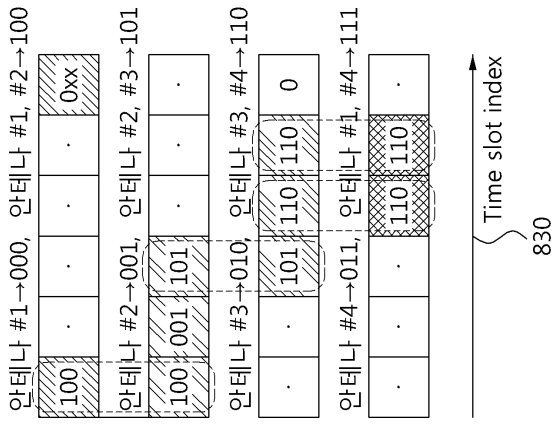 안테나 #1→000, 안테나 #1, #2→100
100 · · · · 0xx
안테나 #2→001, 안테나 #2, #3→101
100 001 101 · · ·
안테나 #3→010, 안테나 #3, #4→110
· · 101 110 110 0
안테나 #4→011, 안테나 #1, #4→111
· · · 110 110 ·
Time slot index
830